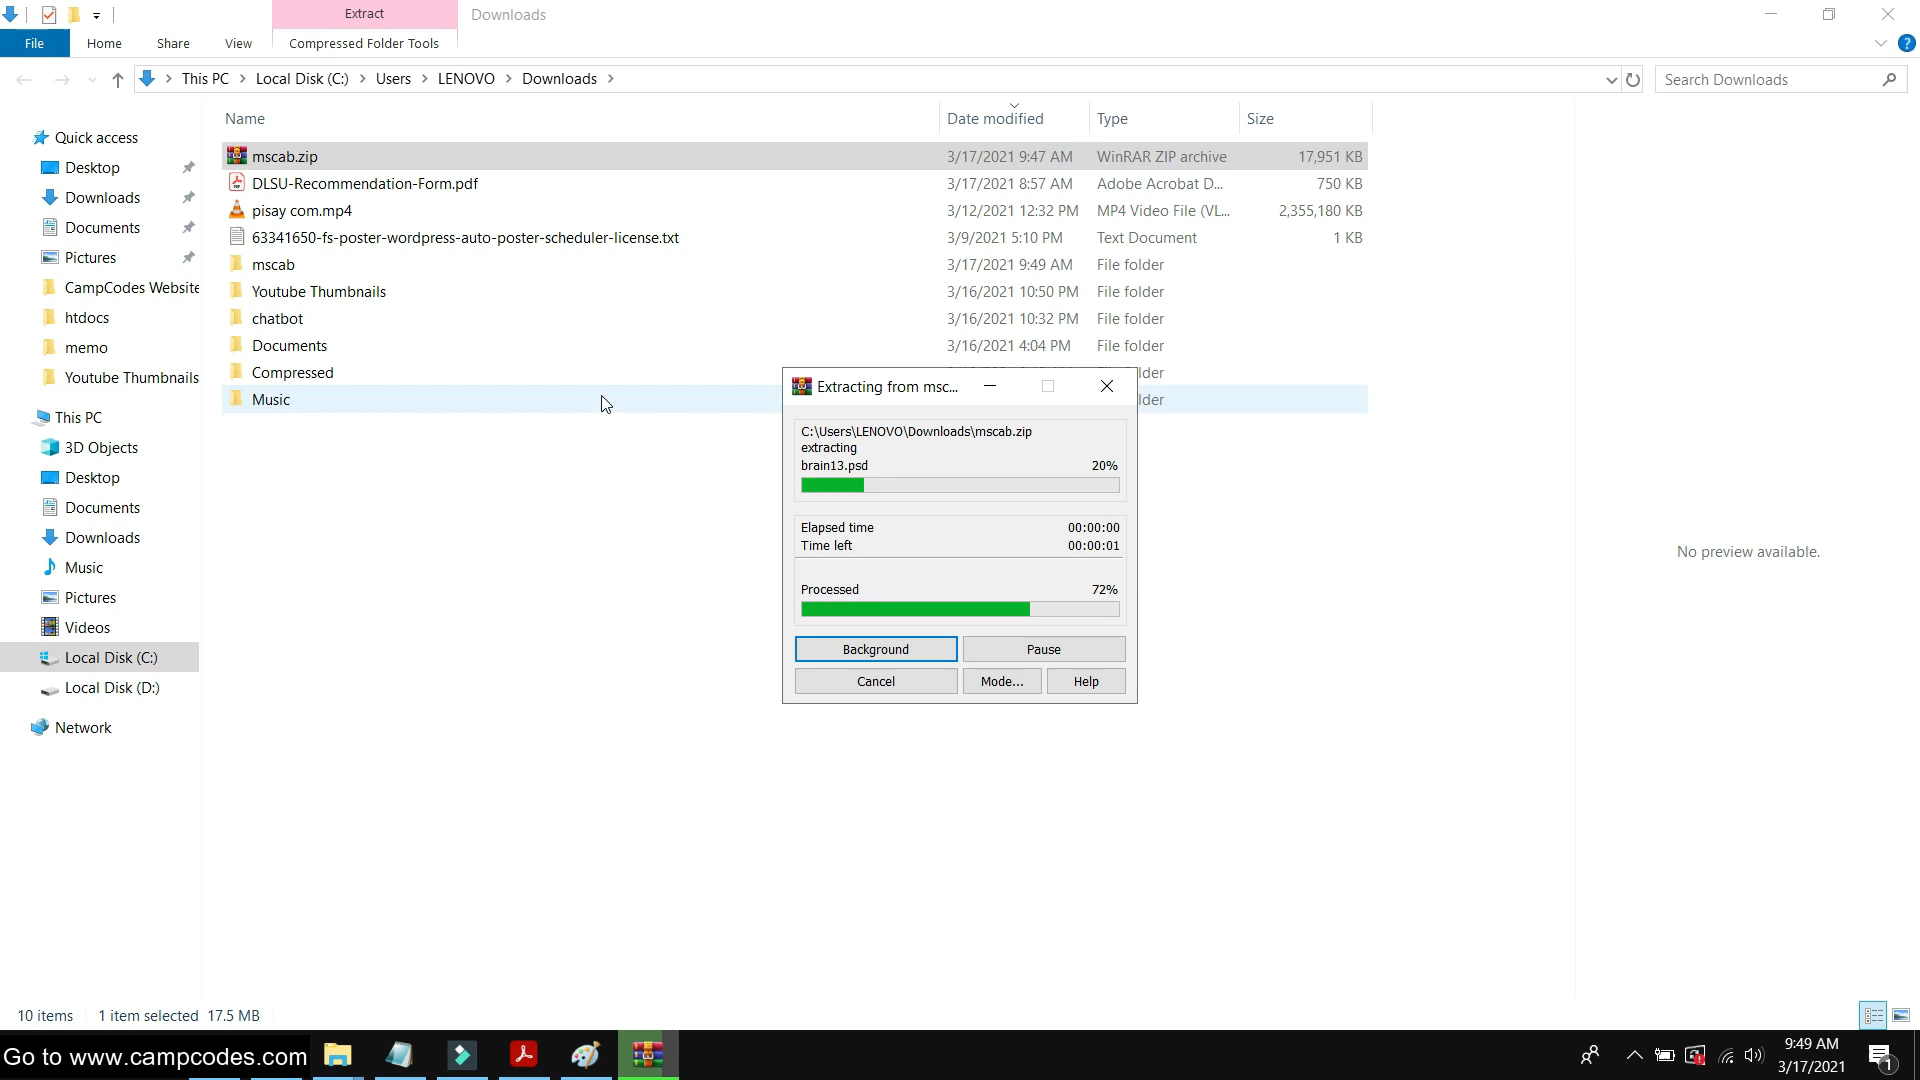 Extract
Downloads
File
Home
Share
View
Compressed Folder Tools
This PC
Local Disk (C:)
Users
LENOVO
Downloads
Search Downloads
Name
Date modified
Type
Size
Quick access
Desktop
Downloads
Documents
Pictures
CampCodes Website
htdocs
memo
Youtube Thumbnails
This PC
3D Objects
Desktop
Documents
Downloads
Music
Pictures
Videos
Local Disk (C:)
Local Disk (D:)
Network
mscab.zip 3/17/2021 9:47 AM WinRAR ZIP archive 17,951 KB
DLSU-Recommendation-Form.pdf 3/17/2021 8:57 AM Adobe Acrobat D... 750 KB
pisay com.mp4 3/12/2021 12:32 PM MP4 Video File (VL... 2,355,180 KB
63341650-fs-poster-wordpress-auto-poster-scheduler-license.txt 3/9/2021 5:10 PM Text Document 1 KB
mscab 3/17/2021 9:49 AM File folder
Youtube Thumbnails 3/16/2021 10:50 PM File folder
chatbot 3/16/2021 10:32 PM File folder
Documents 3/16/2021 4:04 PM File folder
Compressed
Music
Extracting from msc...
C:\Users\LENOVO\Downloads\mscab.zip
extracting
brain13.psd 20%
Elapsed time 00:00:00
Time left 00:00:01
Processed 72%
Background
Pause
Cancel
Mode...
Help
No preview available.
10 items 1 item selected 17.5 MB
Go to www.campcodes.com
9:49 AM
3/17/2021
1